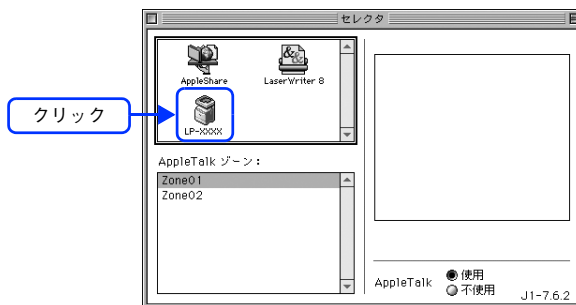 セレクタ
AppleShare
LaserWriter 8
クリック
LP-XXXX
AppleTalk ゾーン：
Zone01
Zone02
AppleTalk
使用
不使用
J1-7.6.2